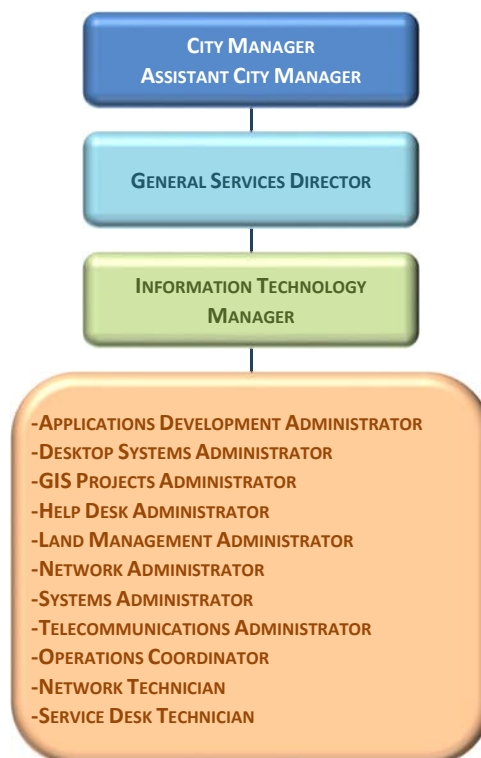 CITY MANAGER
ASSISTANT CITY MANAGER
GENERAL SERVICES DIRECTOR
INFORMATION TECHNOLOGY
MANAGER
-APPLICATIONS DEVELOPMENT ADMINISTRATOR
-DESKTOP SYSTEMS ADMINISTRATOR
-GIS PROJECTS ADMINISTRATOR
-HELP DESK ADMINISTRATOR
-LAND MANAGEMENT ADMINISTRATOR
-NETWORK ADMINISTRATOR
-SYSTEMS ADMINISTRATOR
-TELECOMMUNICATIONS ADMINISTRATOR
-OPERATIONS COORDINATOR
-NETWORK TECHNICIAN
-SERVICE DESK TECHNICIAN